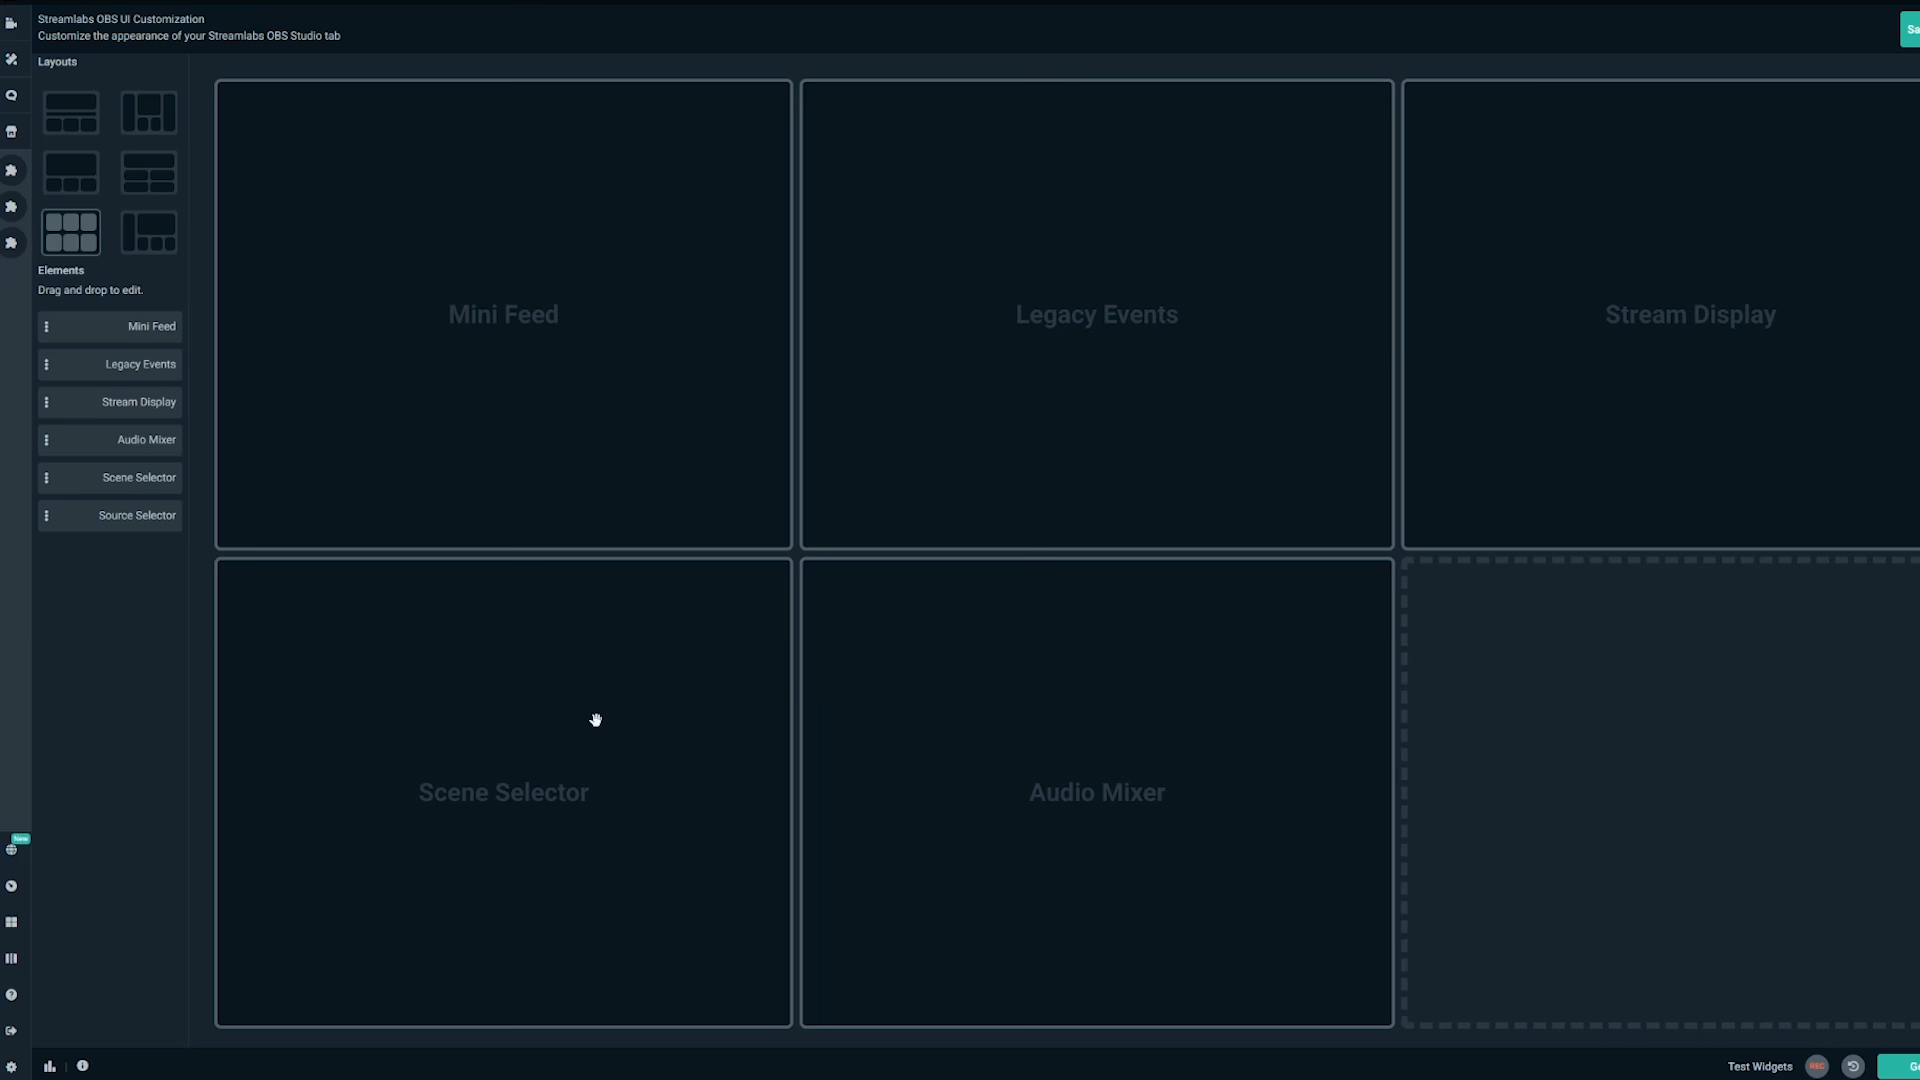 Streamlabs OBS UI Customization
Customize the appearance of your Streamlabs OBS Studio tab
Layouts
Elements
Drag and drop to edit.
Mini Feed
Legacy Events
Stream Display
Audio Mixer
Scene Selector
Source Selector
Mini Feed
Legacy Events
Stream Display
Scene Selector
Audio Mixer
New
Test Widgets
REC